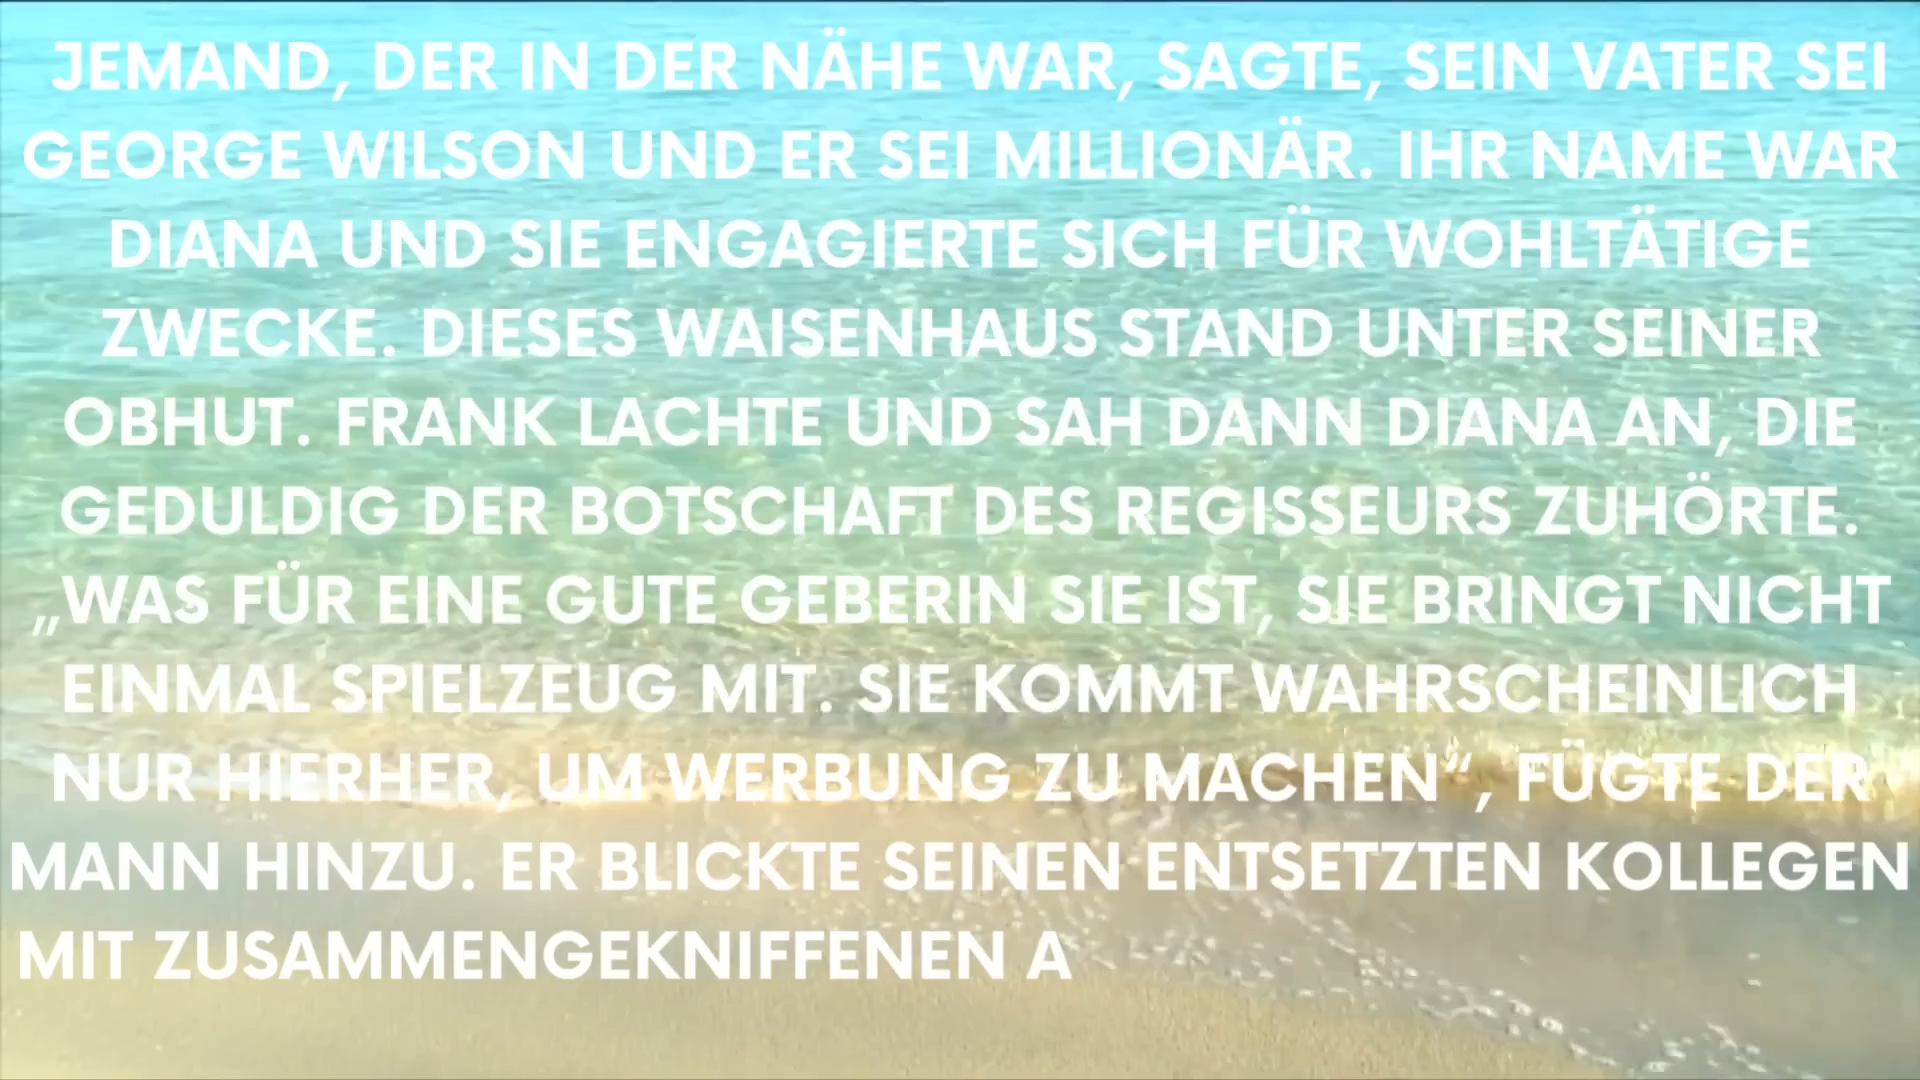 JEMAND, DER IN DER NÄHE WAR, SAGTE, SEIN VATER SEI
GEORGE WILSON UND ER SEI MILLIONÄR. IHR NAME WAR
DIANA UND SIE ENGAGIERTE SICH FÜR WOHLTÄTIGE
ZWECKE. DIESES WAISENHAUS STAND UNTER SEINER
OBHUT. FRANK LACHTE UND SAH DANN DIANA AN, DIE
GEDULDIG DER BOTSCHAFT DES REGISSEURS ZUHÖRTE.
„WAS FÜR EINE GUTE GEBERIN SIE IST, SIE BRINGT NICHT
EINMAL SPIELZEUG MIT. SIE KOMMT WAHRSCHEINLICH
NUR HIERHER, UM WERBUNG ZU MACHEN“, FÜGTE DER
MANN HINZU. ER BLICKTE SEINEN ENTSETZTEN KOLLEGEN
MIT ZUSAMMENGEKNIFFENEN A